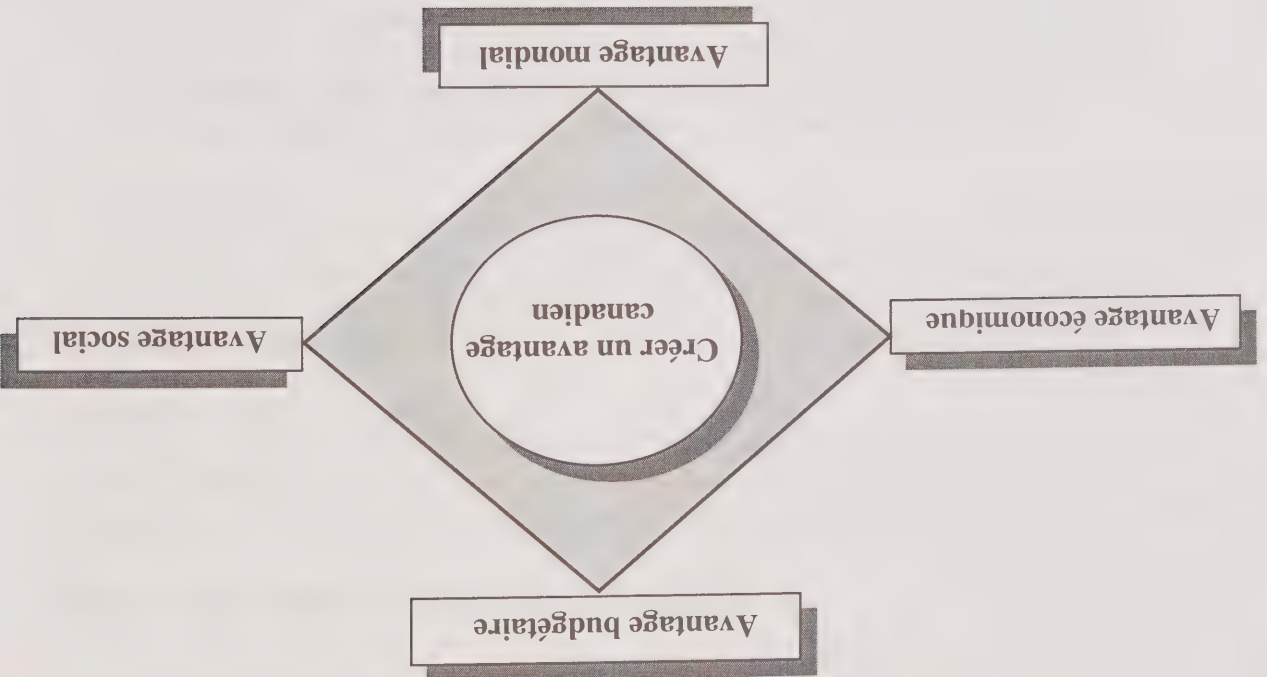 Avantage budgétaire
Avantage économique
Créer un avantage
canadien
Avantage social
Avantage mondial